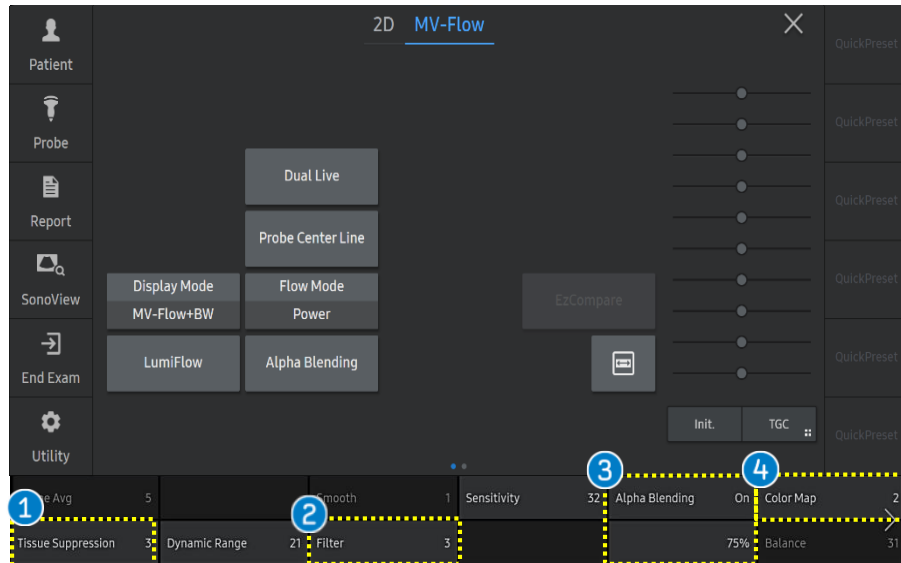 2D MV-Flow
Patient
Probe
Report
SonoView
End Exam
Utility
Dual Live
Probe Center Line
Display Mode
MV-Flow+BW
Flow Mode
Power
LumiFlow
Alpha Blending
EzCompare
Init.
TGC
QuickPreset
QuickPreset
QuickPreset
QuickPreset
QuickPreset
QuickPreset
1
2
3
4
Avg 5
Smooth 1
Sensitivity 32
Alpha Blending On
Color Map 2
Tissue Suppression 3
Dynamic Range 21
Filter 3
75%
Balance 31